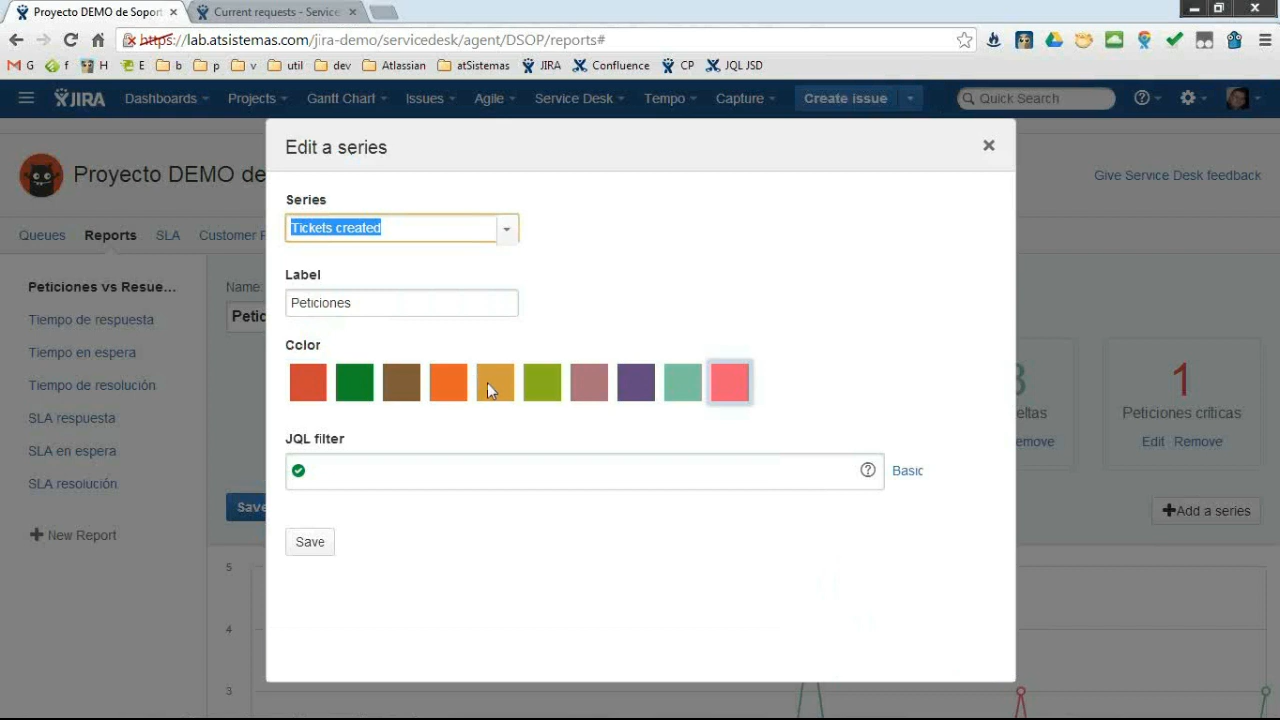 Proyecto DEMO de Soport
Current requests - Service
https://lab.atsistemas.com/jira-demo/servicedesk/agent/DSOP/reports#
G f H E b p v util dev Atlassian atSistemas JIRA Confluence CP JQL JSD
JIRA Dashboards Projects Gantt Chart Issues Agile Service Desk Tempo Capture Create issue Quick Search
Proyecto DEMO de
Give Service Desk feedback
Queues Reports SLA Customer P
Peticiones vs Resue...
Tiempo de respuesta
Tiempo en espera
Tiempo de resolución
SLA respuesta
SLA en espera
SLA resolución
New Report
Name
Petic
Save
Edit a series
Series
Tickets created
Label
Peticiones
Color
JQL filter
Basic
Save
eltas
emove
1
Peticiones críticas
Edit Remove
Add a series
5
4
3